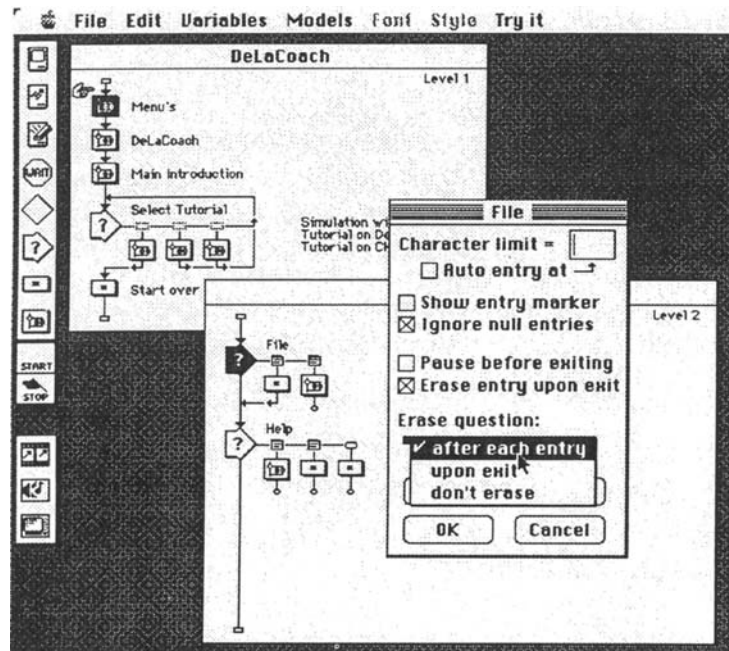 File Edit Variables Models Font Style Try it
DeLaCoach
Level 1
Menu's
DeLaCoach
Main Introduction
Select Tutorial
?
Simulation wi
Tutorial on De
Tutorial on Ch
=
Start over
WAIT
?
=
START
STOP
Level 2
File
?
=
Help
?
=
=
File
Character limit =
Auto entry at
Show entry marker
Ignore null entries
Pause before exiting
Erase entry upon exit
Erase question:
✓ after each entry
upon exit
don't erase
OK
Cancel